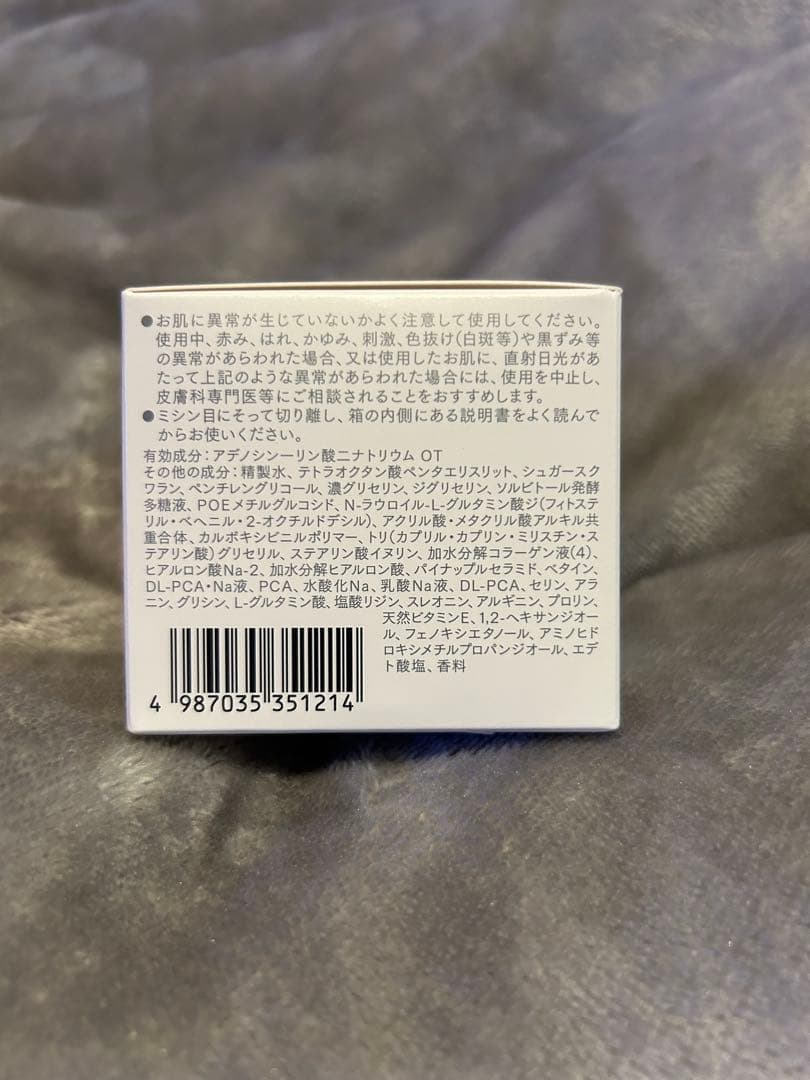 ●お肌に異常が生じていないかよく注意して使用してください。
使用中、赤み、はれ、かゆみ、刺激、色抜け(白斑等)や黒ずみ等
の異常があらわれた場合、又は使用したお肌に、直射日光があ
たって上記のような異常があらわれた場合には、使用を中止し、
皮膚科専門医等にご相談されることをおすすめします。
●ミシン目にそって切り離し、箱の内側にある説明書をよく読んで
からお使いください。
有効成分:アデノシン一リン酸二ナトリウム OT
その他の成分:精製水、テトラオクタン酸ペンタエリスリット、シュガースク
ワラン、ペンチレングリコール、濃グリセリン、ジグリセリン、ソルビトール発酵
多糖液、POEメチルグルコシド、N-ラウロイル-L-グルタミン酸ジ(フィトステ
リル・ベヘニル・2-オクチルドデシル)、アクリル酸・メタクリル酸アルキル共
重合体、カルボキシビニルポリマー、トリ(カプリル・カプリン・ミリスチン・ス
テアリン酸)グリセリル、ステアリン酸イヌリン、加水分解コラーゲン液(4)、
ヒアルロン酸Na-2、加水分解ヒアルロン酸、パイナップルセラミド、ベタイン、
DL-PCA・Na液、PCA、水酸化Na、乳酸Na液、DL-PCA、セリン、アラ
ニン、グリシン、L-グルタミン酸、塩酸リジン、スレオニン、アルギニン、プロリン、
天然ビタミンE、1,2-ヘキサンジオー
ル、フェノキシエタノール、アミノヒド
ロキシメチルプロパンジオール、エデ
ト酸塩、香料
4 987035 351214